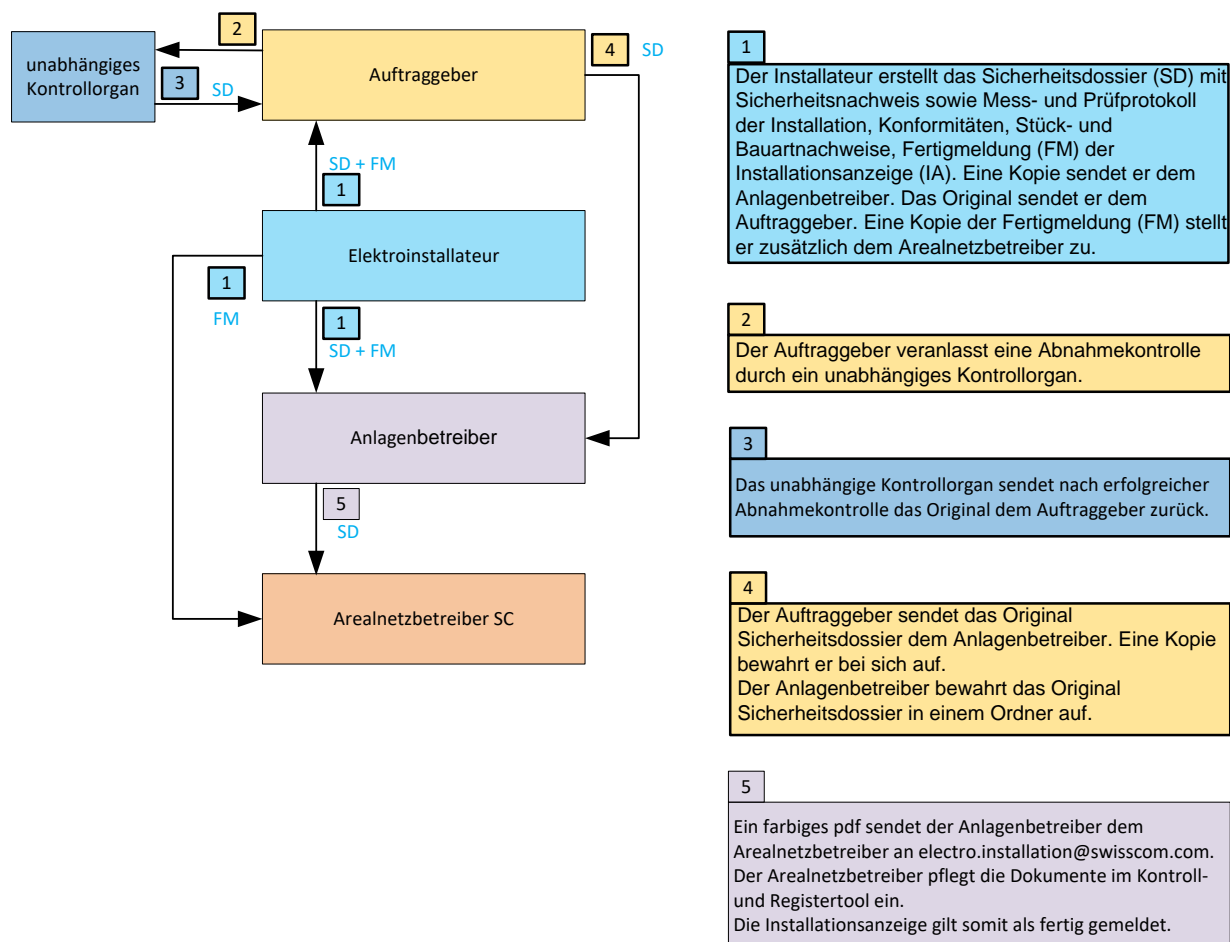 2
unabhängiges
Kontrollorgan
3
SD
Auftraggeber
4
SD
SD + FM
1
Elektroinstallateur
1
FM
1
SD + FM
Anlagenbetreiber
5
SD
Arealnetzbetreiber SC
1
Der Installateur erstellt das Sicherheitsdossier (SD) mit
Sicherheitsnachweis sowie Mess- und Prüfprotokoll
der Installation, Konformitäten, Stück- und
Bauartnachweise, Fertigmeldung (FM) der
Installationsanzeige (IA). Eine Kopie sendet er dem
Anlagenbetreiber. Das Original sendet er dem
Auftraggeber. Eine Kopie der Fertigmeldung (FM) stellt
er zusätzlich dem Arealnetzbetreiber zu.
2
Der Auftraggeber veranlasst eine Abnahmekontrolle
durch ein unabhängiges Kontrollorgan.
3
Das unabhängige Kontrollorgan sendet nach erfolgreicher
Abnahmekontrolle das Original dem Auftraggeber zurück.
4
Der Auftraggeber sendet das Original
Sicherheitsdossier dem Anlagenbetreiber. Eine Kopie
bewahrt er bei sich auf.
Der Anlagenbetreiber bewahrt das Original
Sicherheitsdossier in einem Ordner auf.
5
Ein farbiges pdf sendet der Anlagenbetreiber dem
Arealnetzbetreiber an electro.installation@swisscom.com.
Der Arealnetzbetreiber pflegt die Dokumente im Kontroll-
und Registertool ein.
Die Installationsanzeige gilt somit als fertig gemeldet.